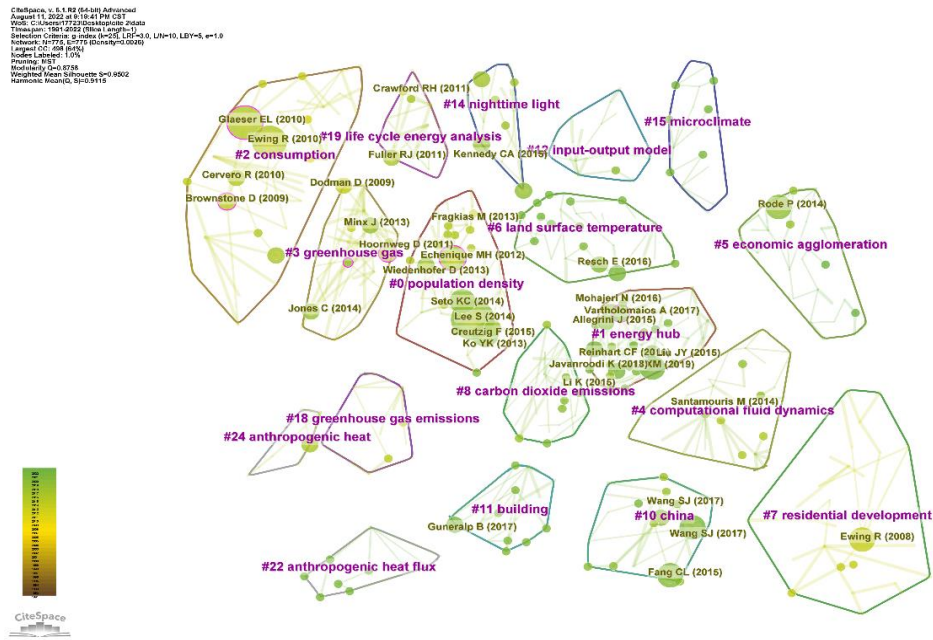 CiteSpace, v. 6.1.R2 (64-bit) Advanced
August 11, 2022 at 9:19:41 PM CST
WoS: C:\Users\17723\Desktop\cite 2\data
Timespan: 1991-2022 (Slice Length=1)
Selection Criteria: g-index (k=25), LRF=3.0, L/N=10, LBY=5, e=1.0
Network: N=775, E=775 (Density=0.0026)
Largest CC: 498 (64%)
Nodes Labeled: 1.0%
Pruning: MST
Modularity Q=0.8756
Weighted Mean Silhouette S=0.9502
Harmonic Mean(Q, S)=0.9115
Crawford RH (2011)
#14 nighttime light
Glaeser EL (2010)
#15 microclimate
Ewing R (2010)
#19 life cycle energy analysis
#2 consumption
Fuller RJ (2011)
Kennedy CA (2015)
input-output model
Cervero R (2010)
Dodman D (2009)
Brownstone D (2009)
Rode P (2014)
Minx J (2013)
Fragkias M (2013)
#6 land surface temperature
Hoornweg D (2011)
#5 economic agglomeration
#3 greenhouse gas
Echenique MH (2012)
Resch E (2016)
Wiedenhofer D (2013)
#0 population density
Mohajeri N (2016)
Seto KC (2014)
Jones C (2014)
Vartholomaios A (2017)
Lee S (2014)
Allegrini J (2015)
Creutzig F (2015)
#1 energy hub
Ko YK (2013)
Reinhart CF
Liu JY (2015)
Javanroodi K (2018)
(2019)
Li K (2015)
#8 carbon dioxide emissions
Santamouris M (2014)
#4 computational fluid dynamics
#18 greenhouse gas emissions
#24 anthropogenic heat
Wang SJ (2017)
#11 building
#10 china
#7 residential development
Guneralp B (2017)
Wang SJ (2017)
Ewing R (2008)
#22 anthropogenic heat flux
Fang CL (2015)
CiteSpace